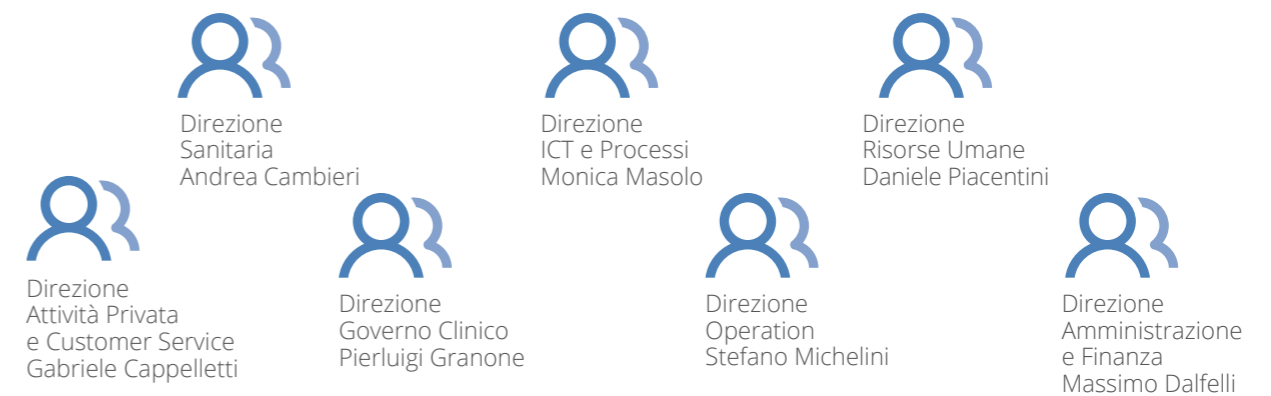 Direzione
Sanitaria
Andrea Cambieri
Direzione
ICT e Processi
Monica Masolo
Direzione
Risorse Umane
Daniele Piacentini
Direzione
Attività Privata
e Customer Service
Gabriele Cappelletti
Direzione
Governo Clinico
Pierluigi Granone
Direzione
Operation
Stefano Michelini
Direzione
Amministrazione
e Finanza
Massimo Dalfelli